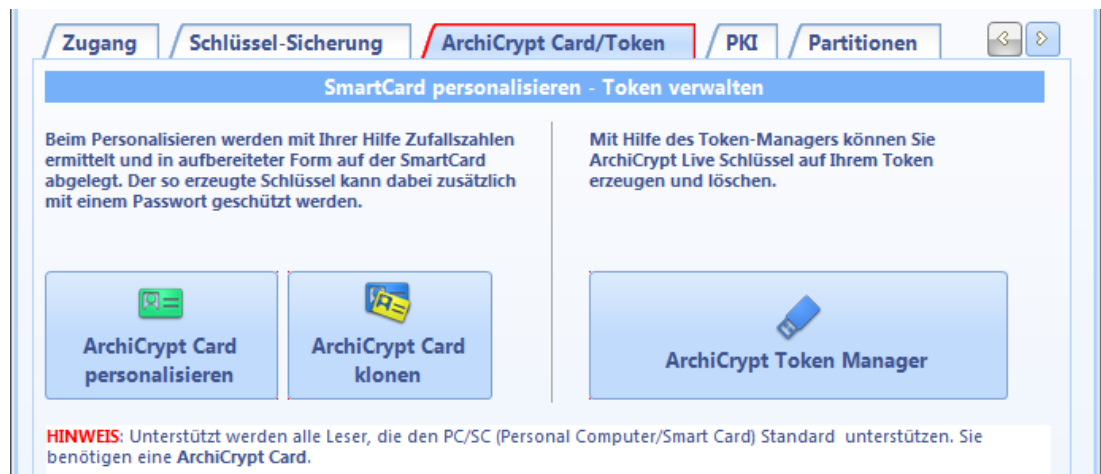 Zugang
Schlüssel-Sicherung
ArchiCrypt Card/Token
PKI
Partitionen
SmartCard personalisieren - Token verwalten
Beim Personalisieren werden mit Ihrer Hilfe Zufallszahlen
ermittelt und in aufbereiteter Form auf der SmartCard
abgelegt. Der so erzeugte Schlüssel kann dabei zusätzlich
mit einem Passwort geschützt werden.
Mit Hilfe des Token-Managers können Sie
ArchiCrypt Live Schlüssel auf Ihrem Token
erzeugen und löschen.
ArchiCrypt Card
personalisieren
ArchiCrypt Card
klonen
ArchiCrypt Token Manager
HINWEIS: Unterstützt werden alle Leser, die den PC/SC (Personal Computer/Smart Card) Standard unterstützen. Sie
benötigen eine ArchiCrypt Card.